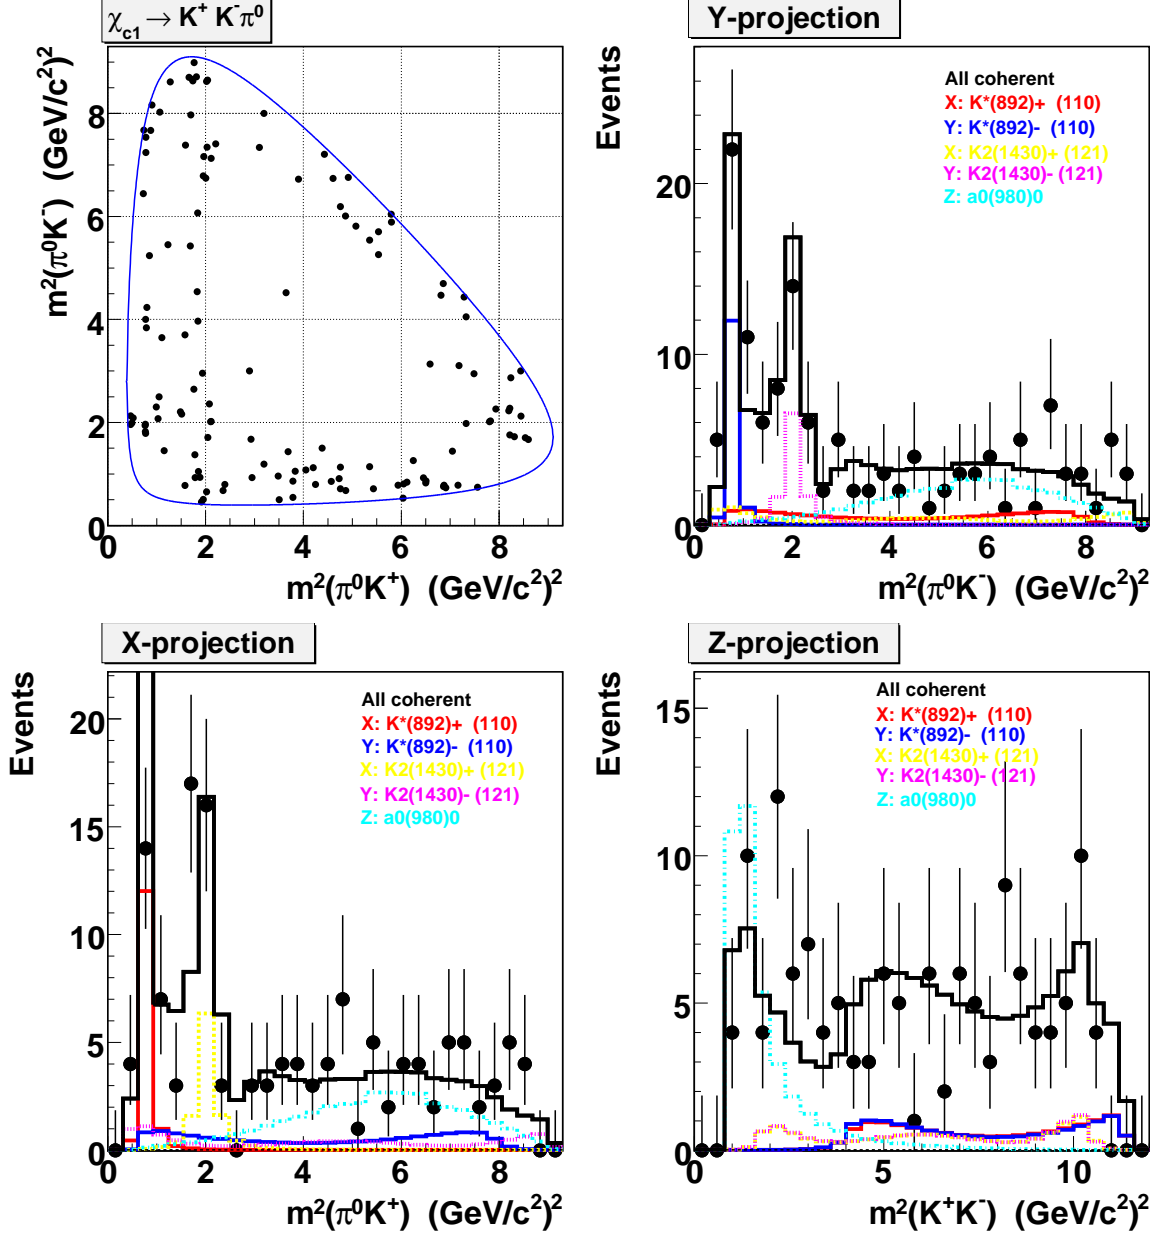 χc1 → K+ K-π0
m2(π0K-) (GeV/c2)2
8
6
4
2
0
0 2 4 6 8
m2(π0K+) (GeV/c2)2
Y-projection
Events
All coherent
X: K*(892)+ (110)
Y: K*(892)- (110)
X: K2(1430)+ (121)
Y: K2(1430)- (121)
Z: a0(980)0
20
10
0
0 2 4 6 8
m2(π0K-) (GeV/c2)2
X-projection
Events
All coherent
X: K*(892)+ (110)
Y: K*(892)- (110)
X: K2(1430)+ (121)
Y: K2(1430)- (121)
Z: a0(980)0
20
15
10
5
0
0 2 4 6 8
m2(π0K+) (GeV/c2)2
Z-projection
Events
All coherent
X: K*(892)+ (110)
Y: K*(892)- (110)
X: K2(1430)+ (121)
Y: K2(1430)- (121)
Z: a0(980)0
15
10
5
0
0 5 10
m2(K+K-) (GeV/c2)2